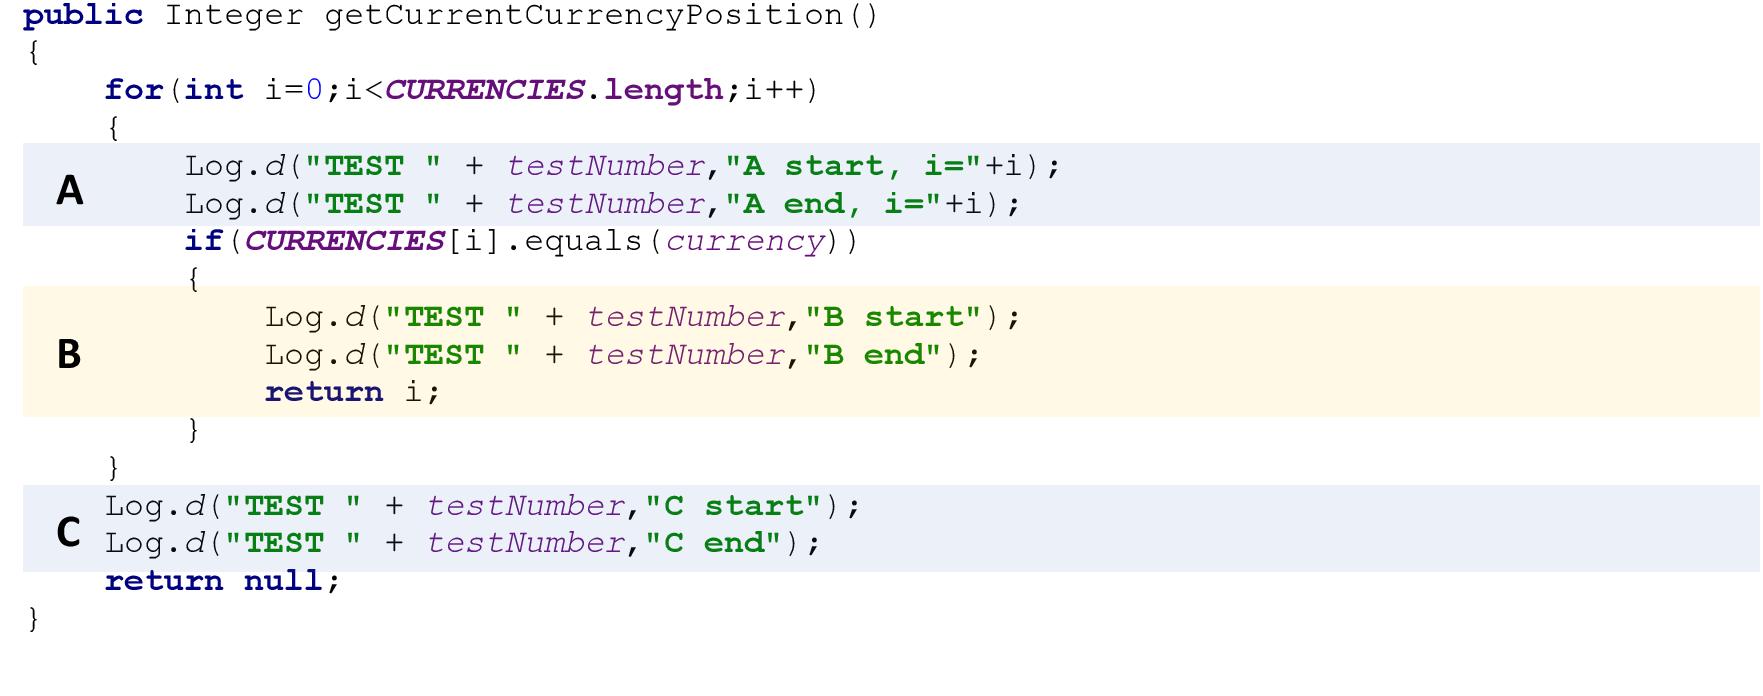 public Integer getCurrentCurrencyPosition()
{
    for(int i=0;i<CURRENCIES.length;i++)
    {
A       Log.d("TEST " + testNumber,"A start, i="+i);
        Log.d("TEST " + testNumber,"A end, i="+i);
        if(CURRENCIES[i].equals(currency))
        {
B           Log.d("TEST " + testNumber,"B start");
            Log.d("TEST " + testNumber,"B end");
            return i;
        }
    }
C   Log.d("TEST " + testNumber,"C start");
    Log.d("TEST " + testNumber,"C end");
    return null;
}